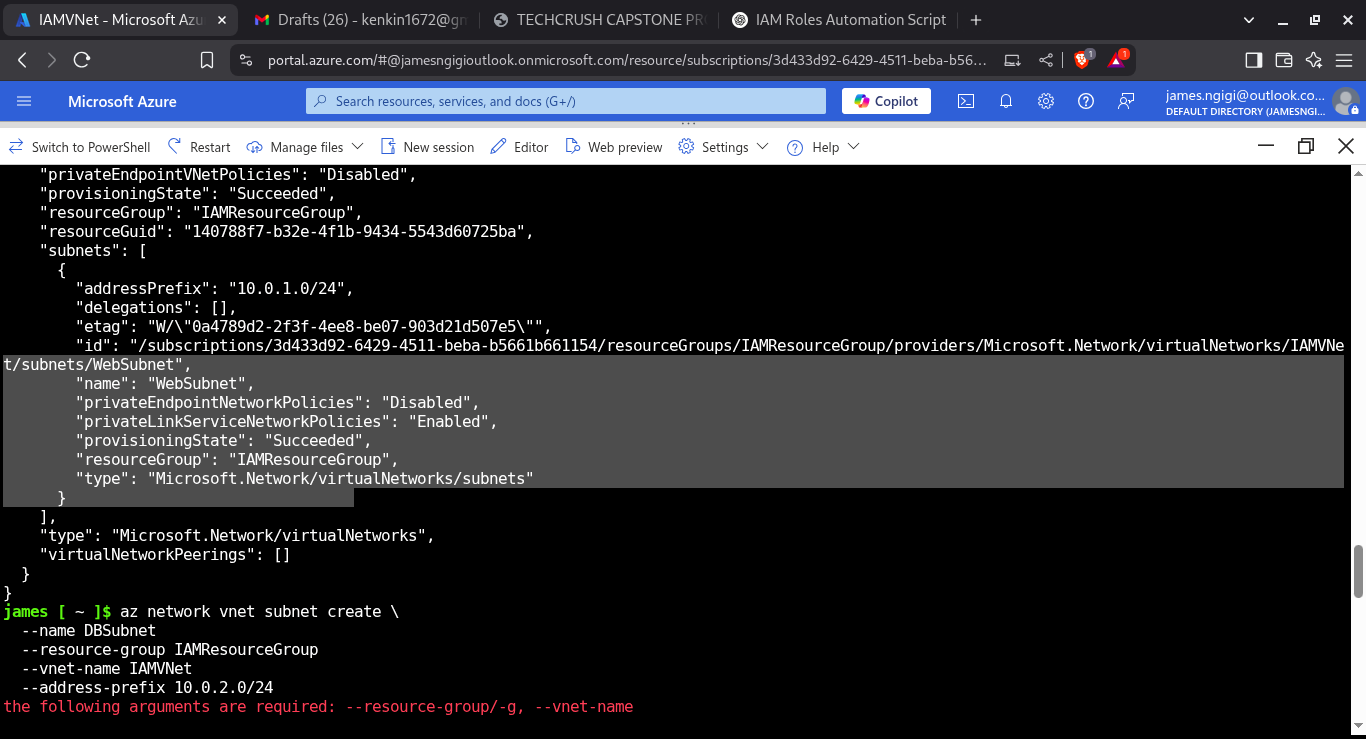 IAMVNet - Microsoft Azu
Drafts (26) - kenkin1672@gm
TECHCRUSH CAPSTONE PRO
IAM Roles Automation Script
portal.azure.com/#@jamesngigioutlook.onmicrosoft.com/resource/subscriptions/3d433d92-6429-4511-beba-b56...
1
1
Microsoft Azure
Search resources, services, and docs (G+/)
Copilot
james.ngigi@outlook.co...
DEFAULT DIRECTORY (JAMESNGI...
Switch to PowerShell
Restart
Manage files
New session
Editor
Web preview
Settings
Help
"privateEndpointVNetPolicies": "Disabled",
"provisioningState": "Succeeded",
"resourceGroup": "IAMResourceGroup",
"resourceGuid": "140788f7-b32e-4f1b-9434-5543d60725ba",
"subnets": [
{
"addressPrefix": "10.0.1.0/24",
"delegations": [],
"etag": "W/\"0a4789d2-2f3f-4ee8-be07-903d21d507e5\"",
"id": "/subscriptions/3d433d92-6429-4511-beba-b5661b661154/resourceGroups/IAMResourceGroup/providers/Microsoft.Network/virtualNetworks/IAMVNe
t/subnets/WebSubnet",
"name": "WebSubnet",
"privateEndpointNetworkPolicies": "Disabled",
"privateLinkServiceNetworkPolicies": "Enabled",
"provisioningState": "Succeeded",
"resourceGroup": "IAMResourceGroup",
"type": "Microsoft.Network/virtualNetworks/subnets"
}
],
"type": "Microsoft.Network/virtualNetworks",
"virtualNetworkPeerings": []
}
}
james [ ~ ]$ az network vnet subnet create \
--name DBSubnet
--resource-group IAMResourceGroup
--vnet-name IAMVNet
--address-prefix 10.0.2.0/24
the following arguments are required: --resource-group/-g, --vnet-name